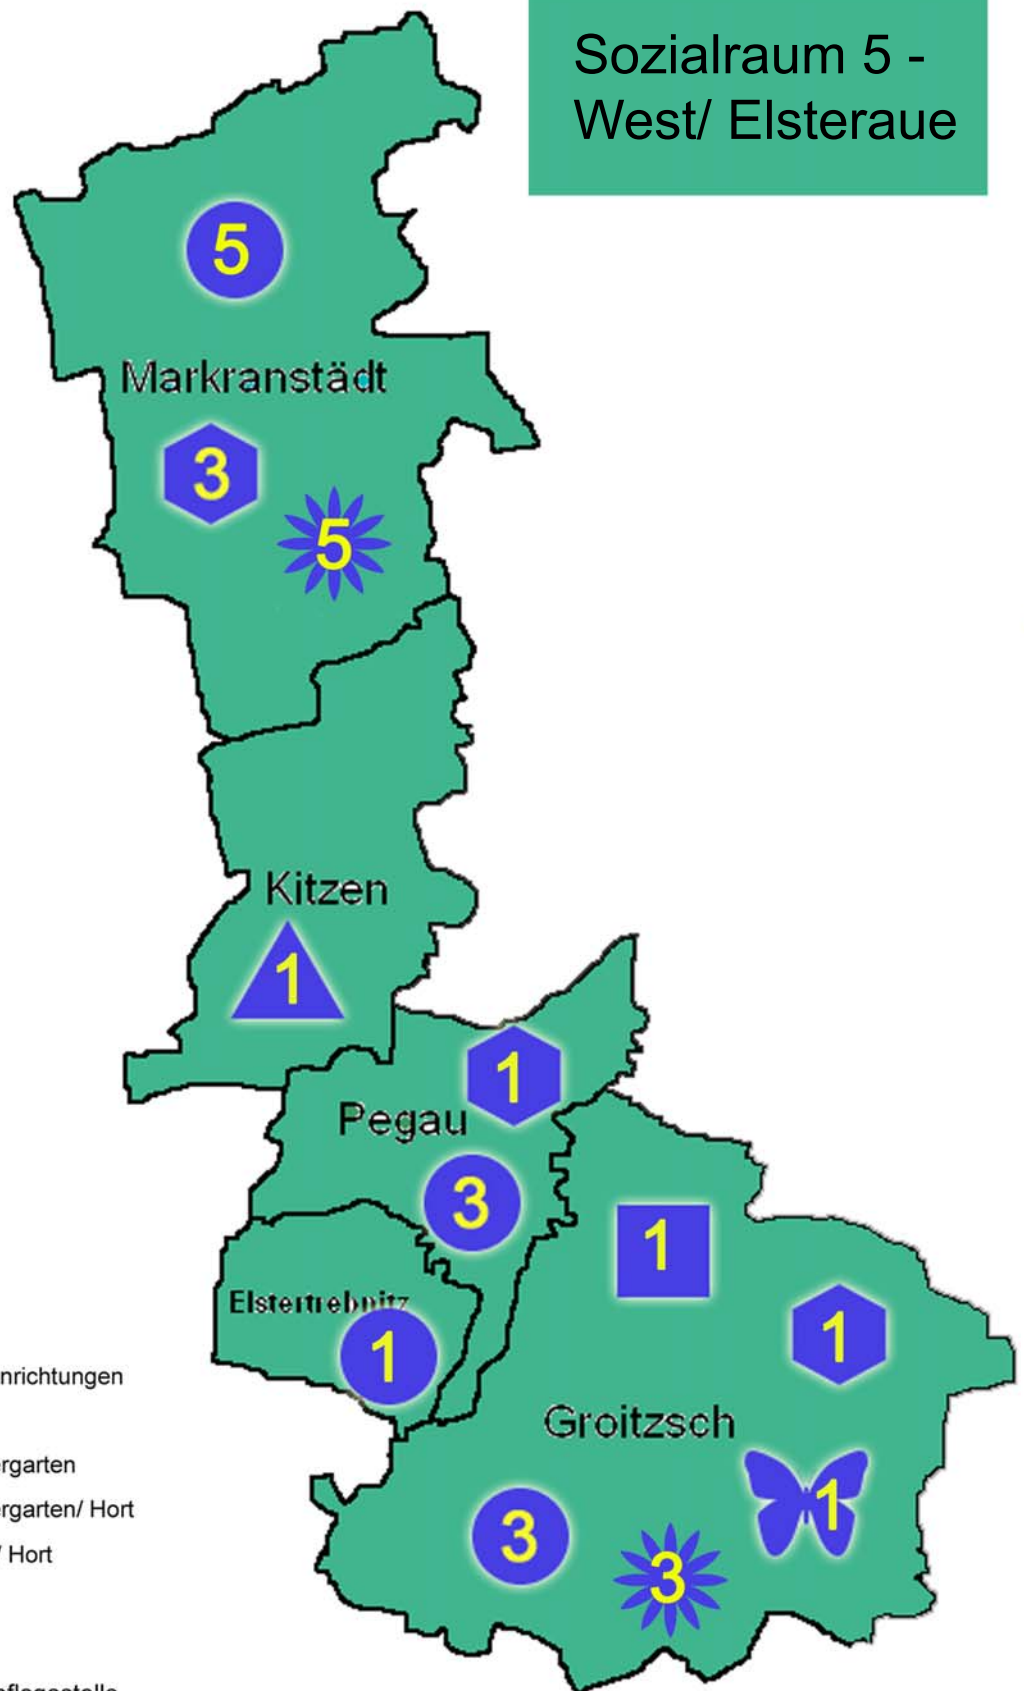 Sozialraum 5 -
West/ Elsteraue
5
Markranstädt
3
5
Kitzen
1
1
Pegau
3
1
Elstertrebnitz
1
1
nrichtungen
Groitzsch
rgarten
1
rgarten/ Hort
3
/ Hort
3